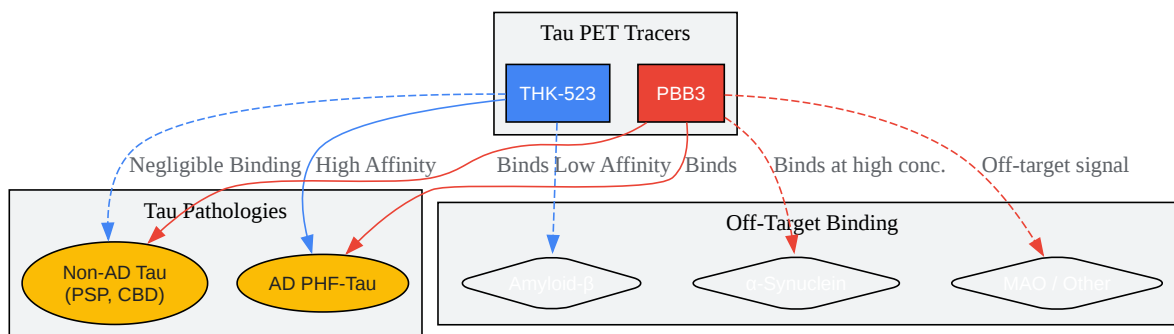 Tau PET Tracers
THK-523
PBB3
Negligible Binding
High Affinity
Binds
Low Affinity
Binds
Binds at high conc.
Off-target signal
Tau Pathologies
Off-Target Binding
Non-AD Tau
(PSP, CBD)
AD PHF-Tau
Amyloid-β
α-Synuclein
MAO / Other